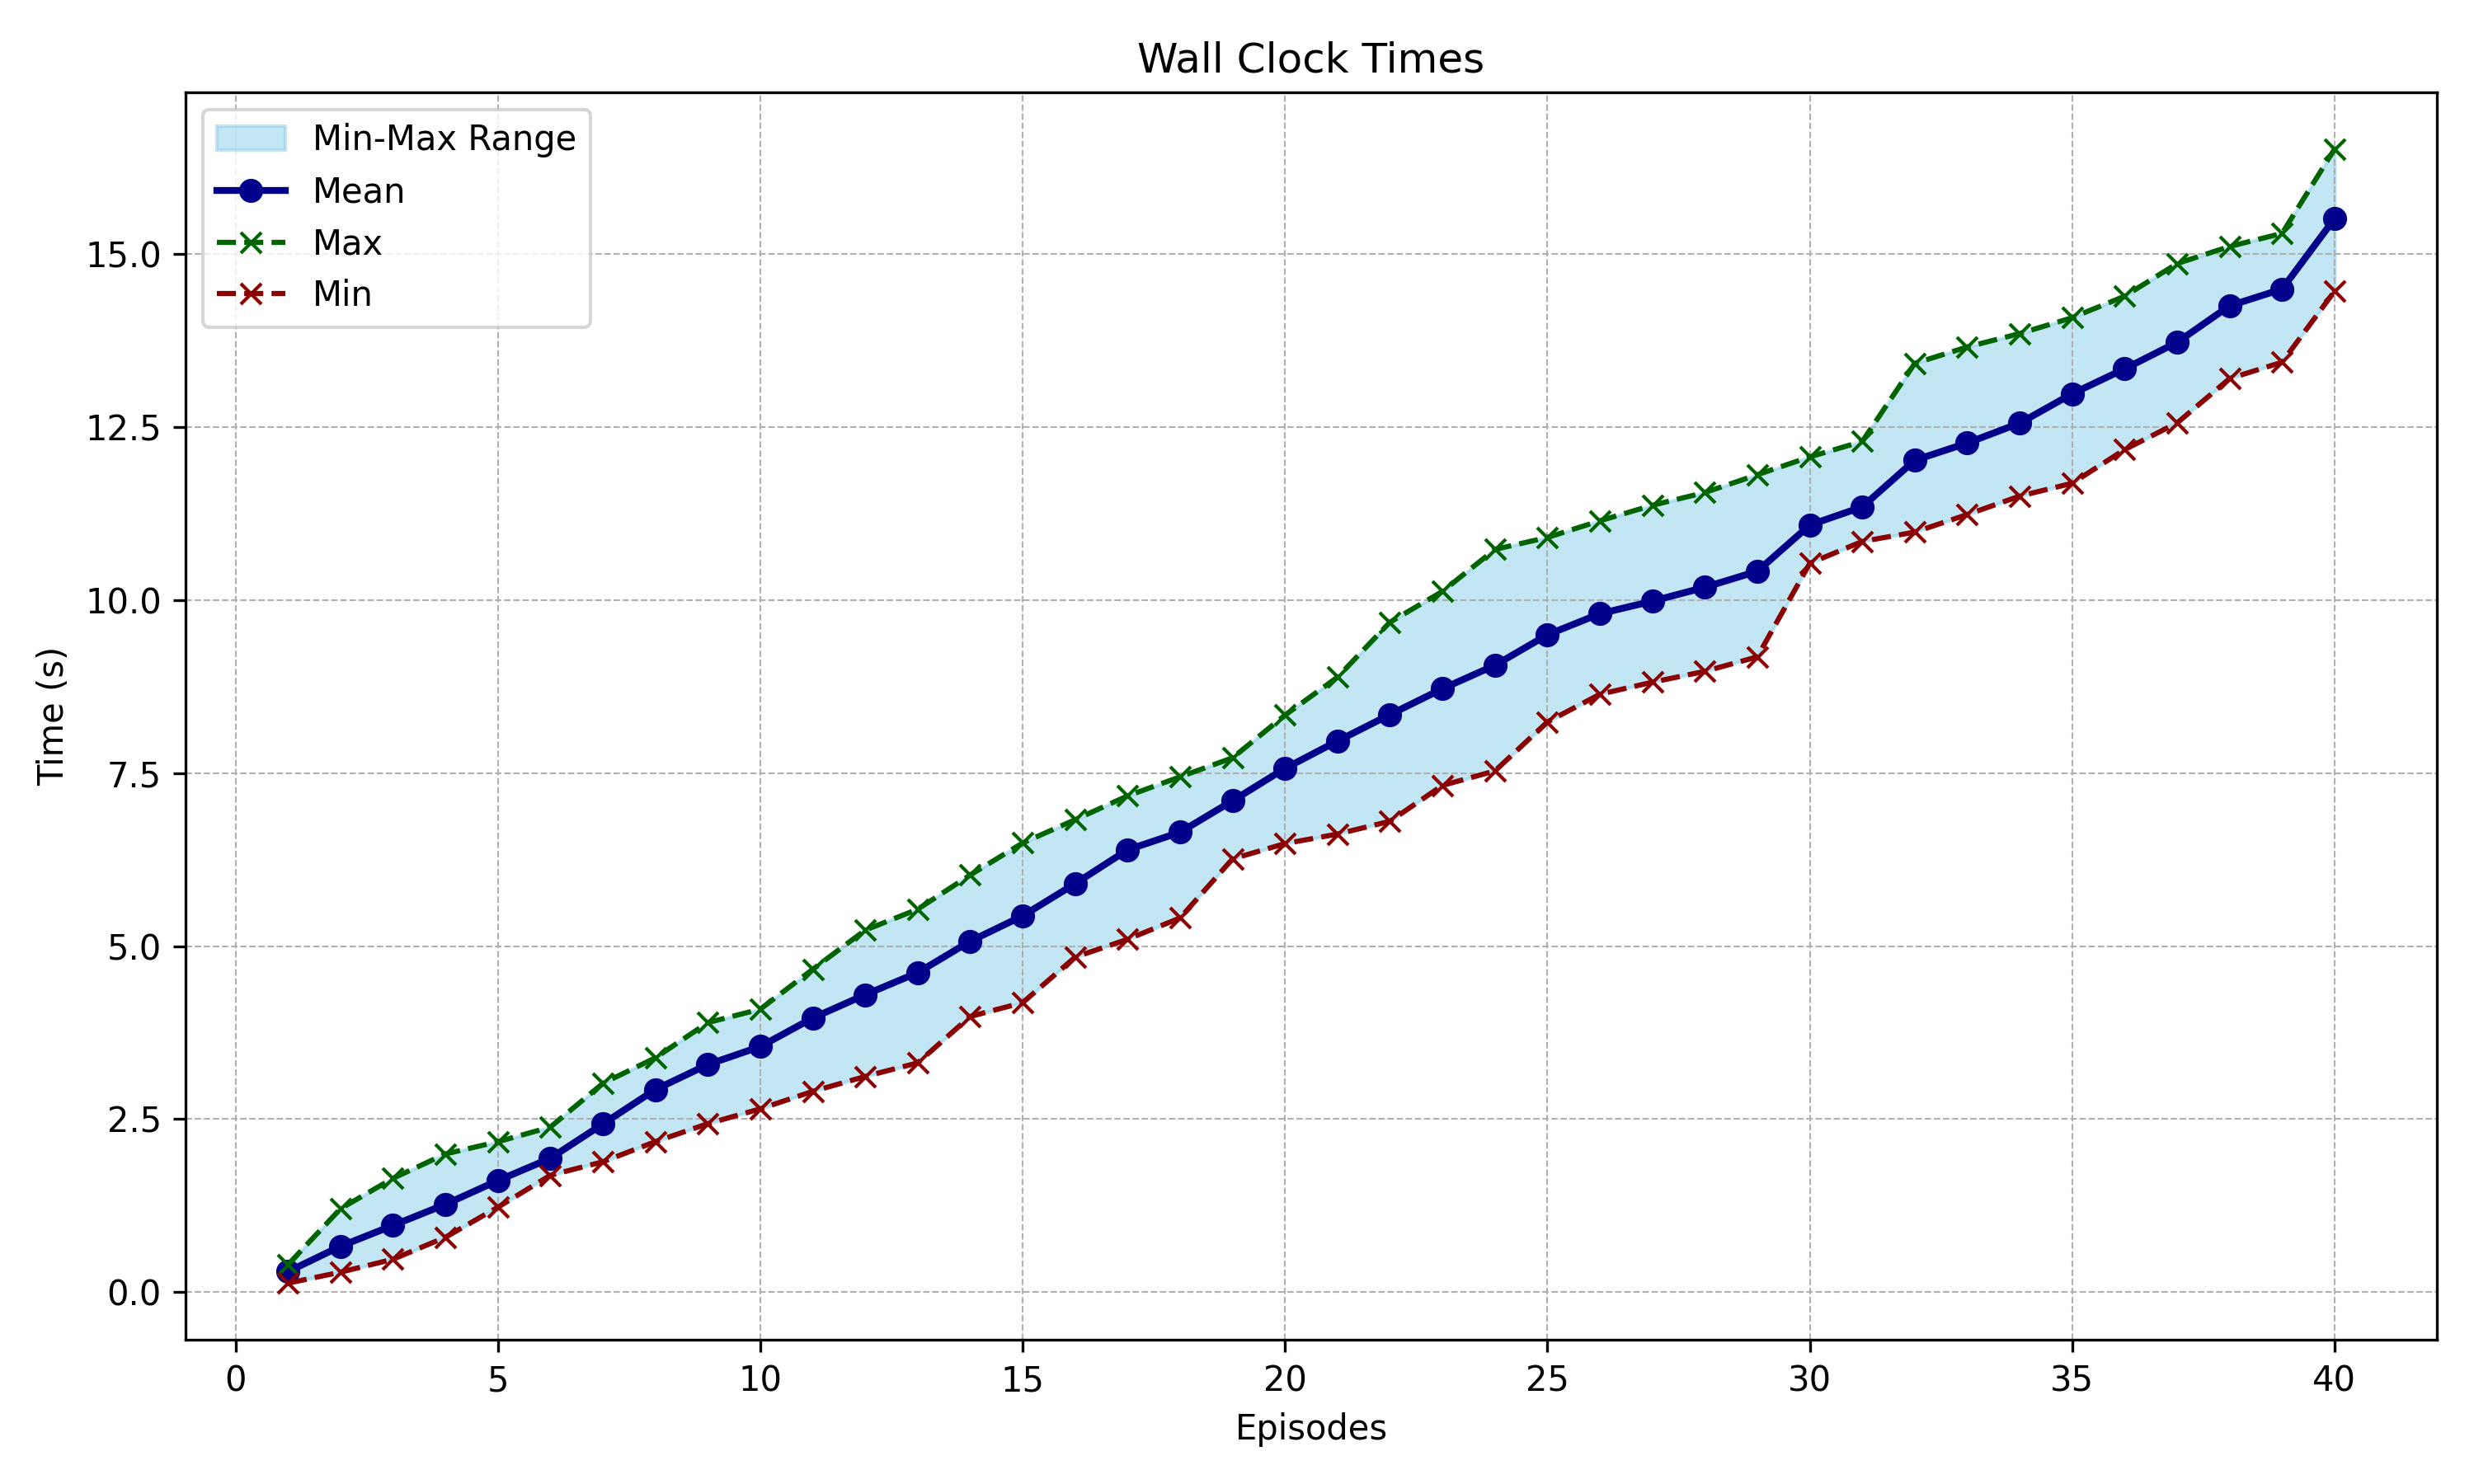 Wall Clock Times
Min-Max Range
Mean
Max
Min
Time (s)
15.0
12.5
10.0
7.5
5.0
2.5
0.0
0 5 10 15 20 25 30 35 40
Episodes